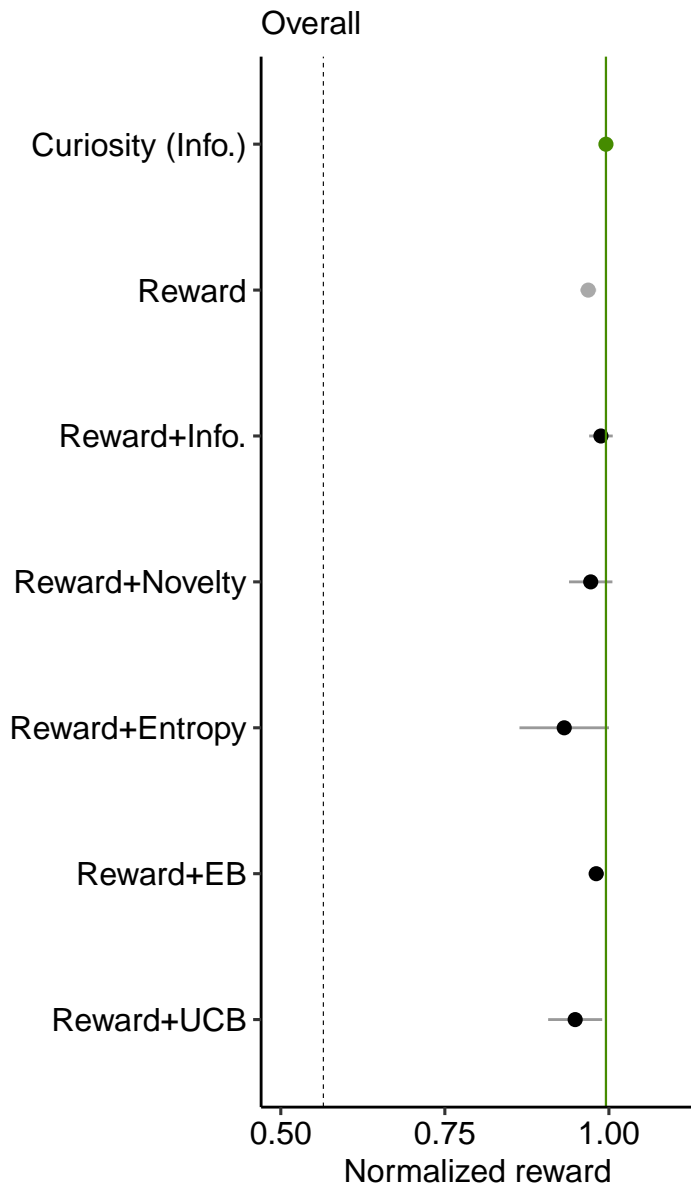 Overall
Curiosity (Info.)
Reward
Reward+Info.
Reward+Novelty
Reward+Entropy
Reward+EB
Reward+UCB
0.50 0.75 1.00
Normalized reward